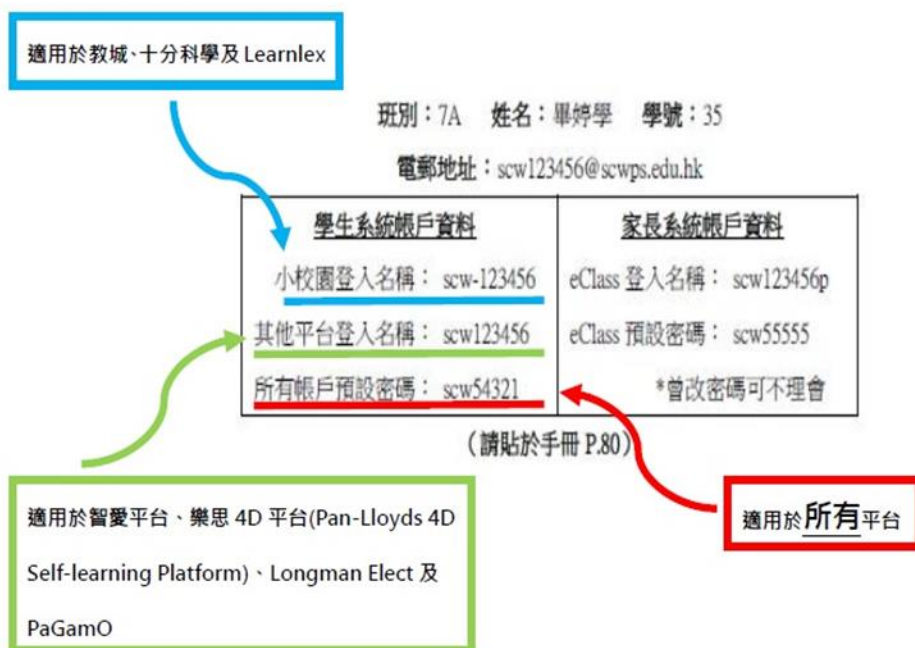 適用於教城、十分科學及 Learnlex
班別：7A 姓名：畢婷學 學號：35
電郵地址：scw123456@scwps.edu.hk
學生系統帳戶資料
小校園登入名稱： scw-123456
其他平台登入名稱： scw123456
所有帳戶預設密碼： scw54321
家長系統帳戶資料
eClass 登入名稱： scw123456p
eClass 預設密碼： scw55555
*曾改密碼可不理會
（請貼於手冊 P.80）
適用於智愛平台、樂思 4D 平台(Pan-Lloyds 4D
Self-learning Platform)、Longman Elect 及
PaGamO
適用於所有平台